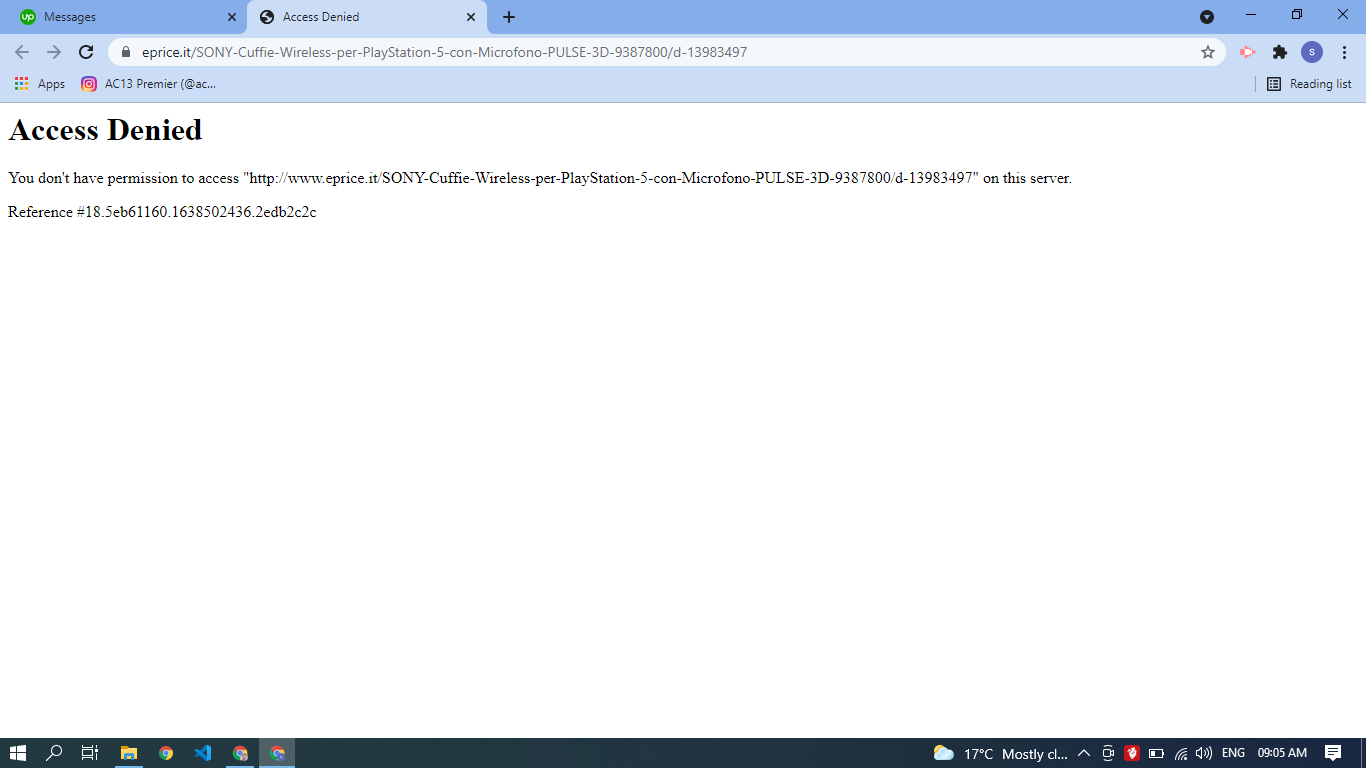 up Messages
Access Denied
eprice.it/SONY-Cuffie-Wireless-per-PlayStation-5-con-Microfono-PULSE-3D-9387800/d-13983497
s
Apps
AC13 Premier (@ac...
Reading list
Access Denied
You don't have permission to access "http://www.eprice.it/SONY-Cuffie-Wireless-per-PlayStation-5-con-Microfono-PULSE-3D-9387800/d-13983497" on this server.
Reference #18.5eb61160.1638502436.2edb2c2c
17°C Mostly cl...
ENG
09:05 AM